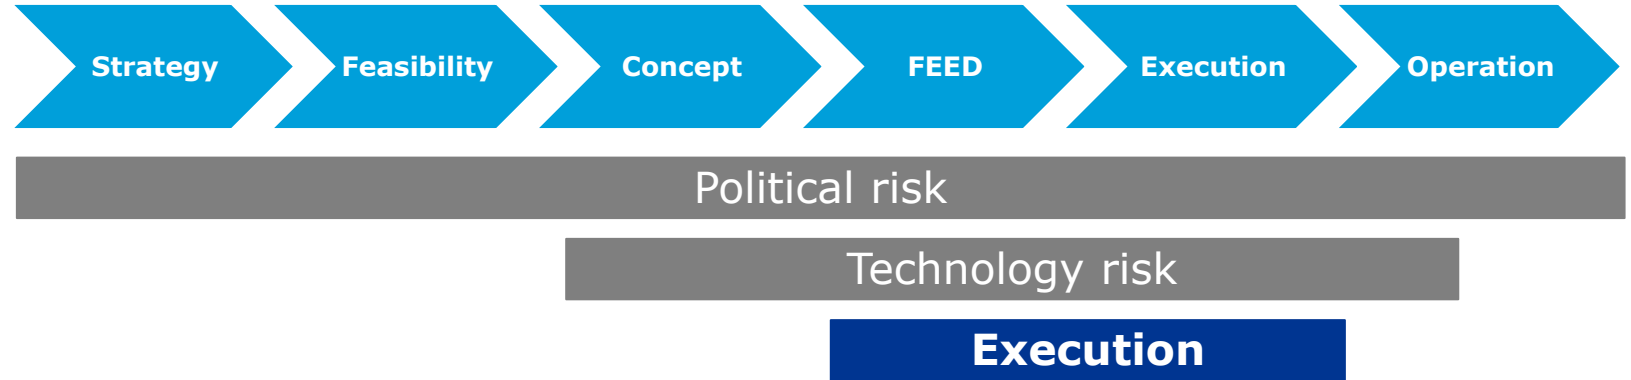 Strategy
Feasibility
Concept
FEED
Execution
Operation
Political risk
Technology risk
Execution